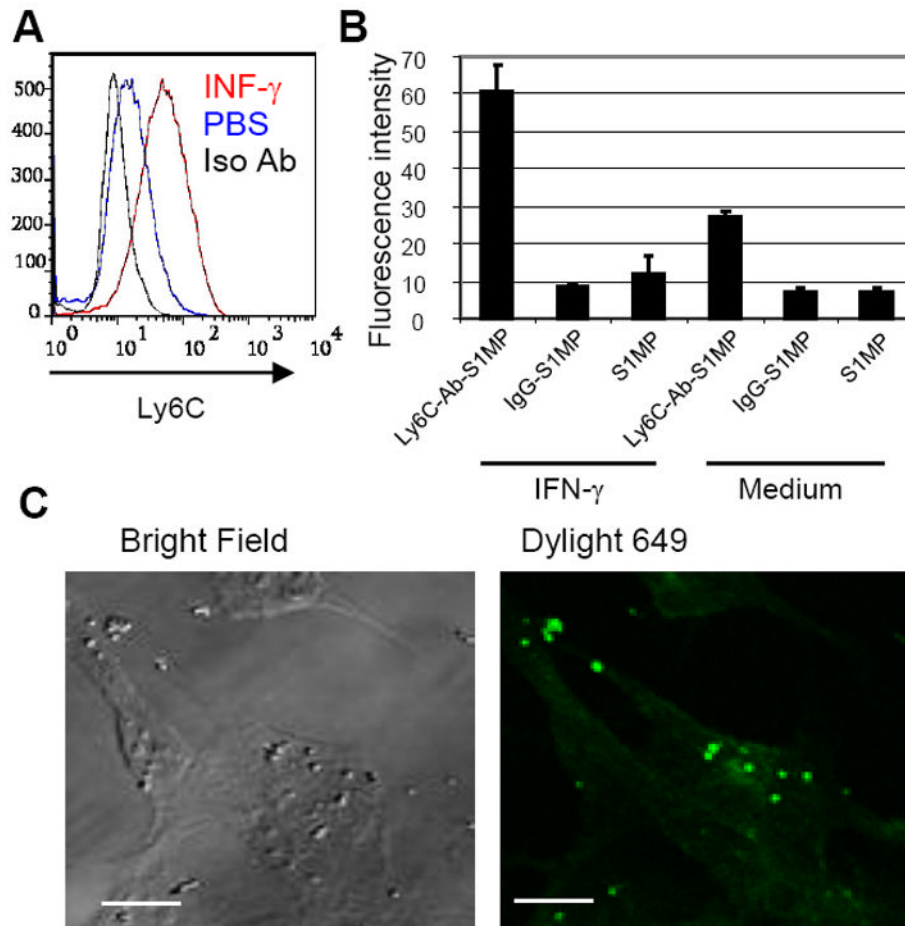 A
500
400
300
200
100
0
10^0 10^1 10^2 10^3 10^4
INF-γ
PBS
Iso Ab
Ly6C
B
Fluorescence intensity
70
60
50
40
30
20
10
0
Ly6C-Ab-S1MP
IgG-S1MP
S1MP
Ly6C-Ab-S1MP
IgG-S1MP
S1MP
IFN-γ
Medium
C
Bright Field
Dylight 649